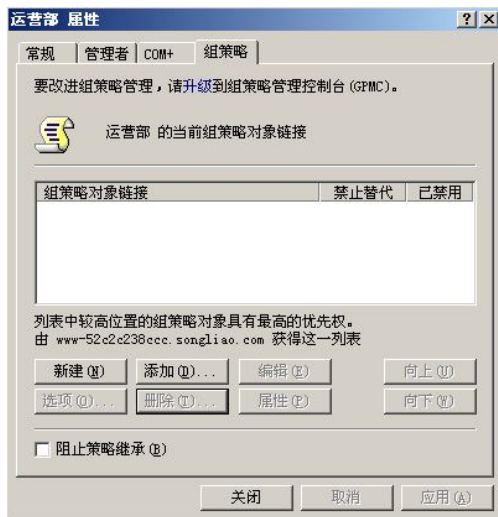 运营部 属性
常规 管理者 COM+ 组策略
要改进组策略管理，请升级到组策略管理控制台(GPMC)。
运营部 的当前组策略对象链接
组策略对象链接 禁止替代 已禁用
列表中较高位置的组策略对象具有最高的优先权。
由 www-52c2c238ccc.songliao.com 获得这一列表
新建(N) 添加(D)... 编辑(E) 向上(U)
选项(O)... 删除(T)... 属性(P) 向下(W)
阻止策略继承(B)
关闭 取消 应用(A)